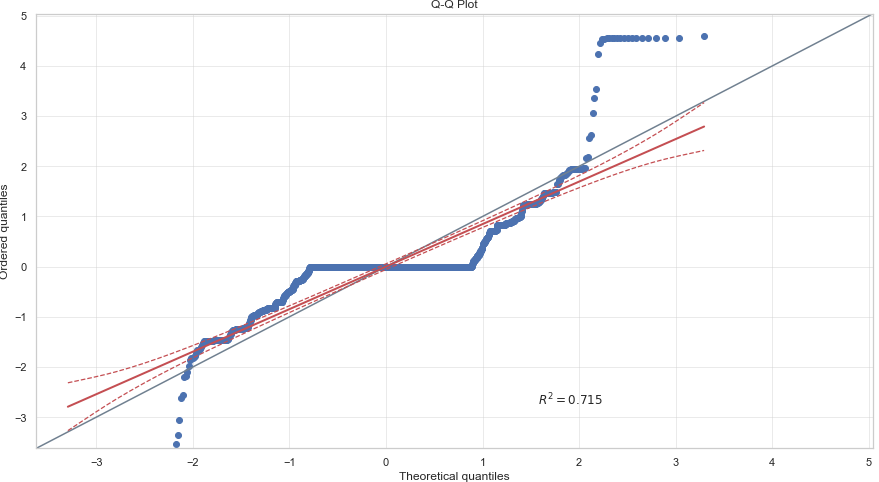 Q-Q Plot
5
4
3
2
1
0
−1
−2
−3
Ordered quantiles
R² = 0.715
−3 −2 −1 0 1 2 3 4 5
Theoretical quantiles